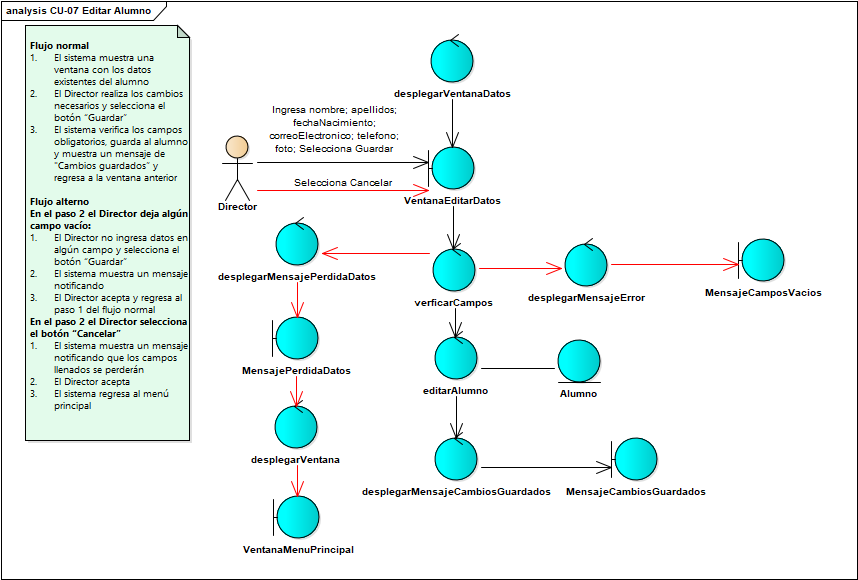 analysis CU-07 Editar Alumno
Flujo normal
1. El sistema muestra una
ventana con los datos
existentes del alumno
2. El Director realiza los cambios
necesarios y selecciona el
botón “Guardar”
3. El sistema verifica los campos
obligatorios, guarda al alumno
y muestra un mensaje de
“Cambios guardados” y
regresa a la ventana anterior
Flujo alterno
En el paso 2 el Director deja algún
campo vacío:
1. El Director no ingresa datos en
algún campo y selecciona el
botón “Guardar”
2. El sistema muestra un mensaje
notificando
3. El Director acepta y regresa al
paso 1 del flujo normal
En el paso 2 el Director selecciona
el botón “Cancelar”
1. El sistema muestra un mensaje
notificando que los campos
llenados se perderán
2. El Director acepta
3. El sistema regresa al menú
principal
desplegarVentanaDatos
Ingresa nombre; apellidos;
fechaNacimiento;
correoElectronico; telefono;
foto; Selecciona Guardar
Selecciona Cancelar
Director
VentanaEditarDatos
desplegarMensajePerdidaDatos
verficarCampos
desplegarMensajeError
MensajeCamposVacios
MensajePerdidaDatos
editarAlumno
Alumno
desplegarVentana
desplegarMensajeCambiosGuardados
MensajeCambiosGuardados
VentanaMenuPrincipal